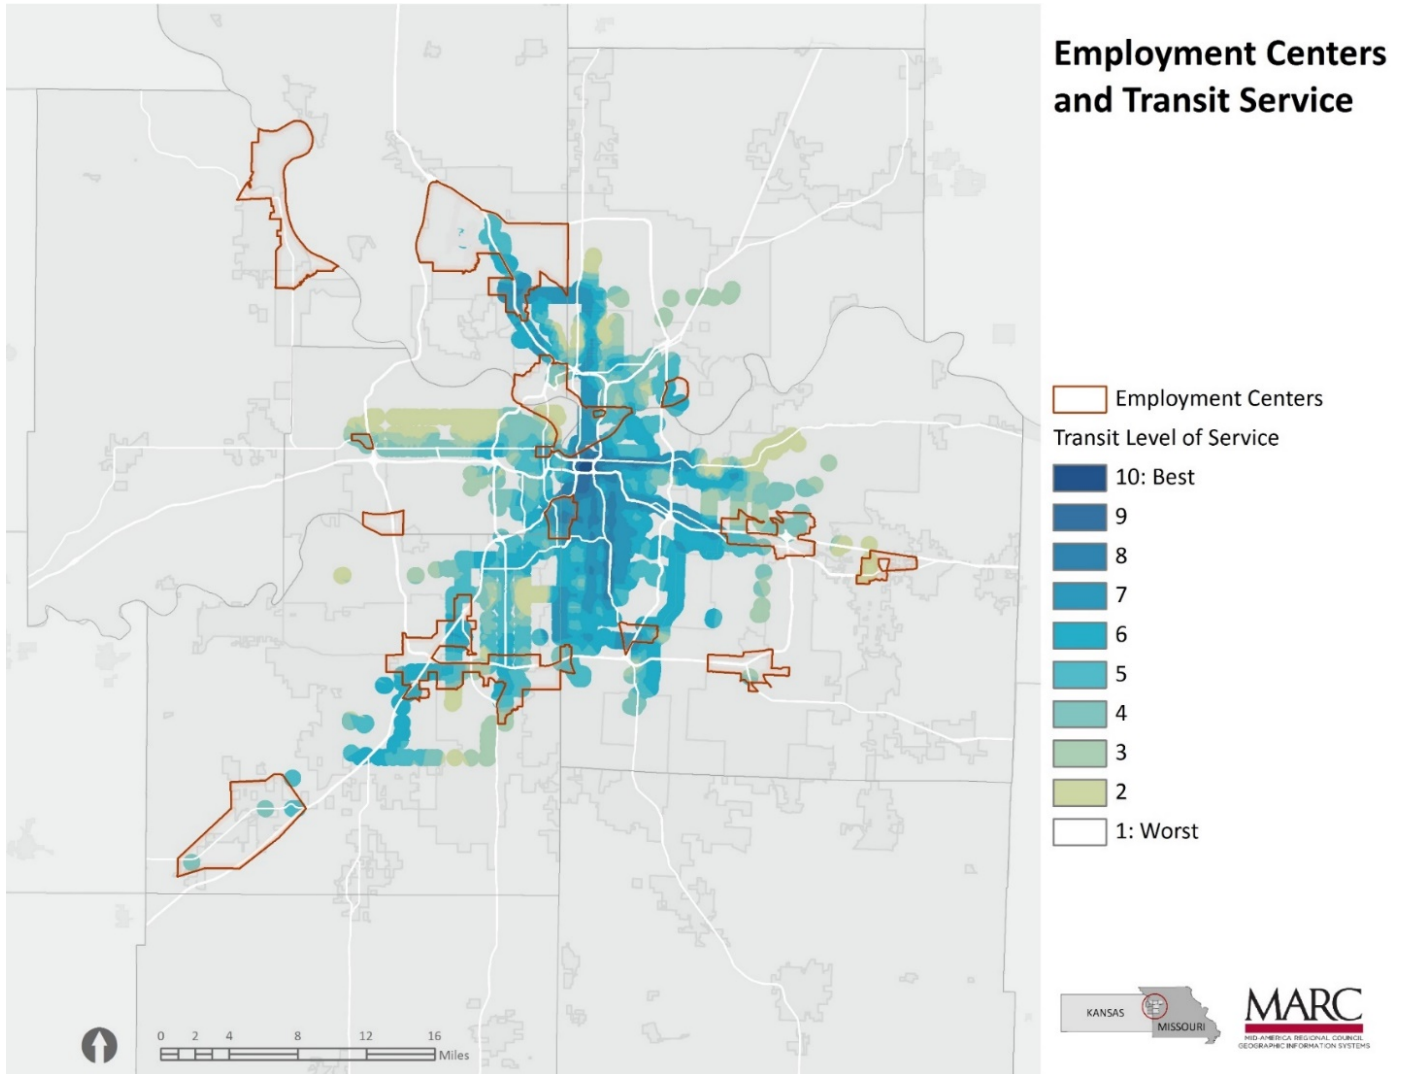 Employment Centers
and Transit Service
Employment Centers
Transit Level of Service
10: Best
9
8
7
6
5
4
3
2
1: Worst
KANSAS
MISSOURI
MARC
MID-AMERICA REGIONAL COUNCIL
GEOGRAPHIC INFORMATION SYSTEMS
0 2 4 8 12 16
Miles